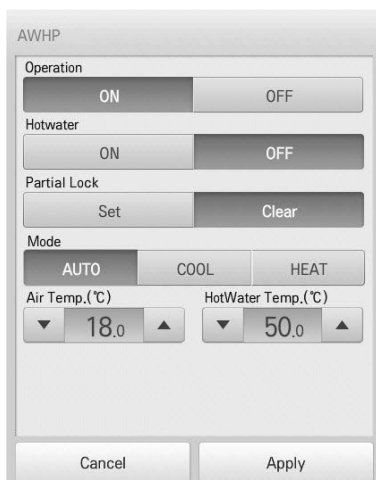 AWHP
Operation
ON OFF
Hotwater
ON OFF
Partial Lock
Set Clear
Mode
AUTO COOL HEAT
Air Temp.(℃) HotWater Temp.(℃)
▼ 18.0 ▲ ▼ 50.0 ▲
Cancel Apply